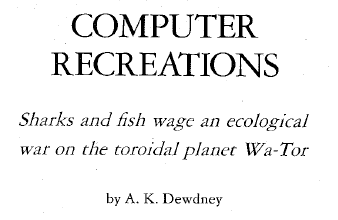 COMPUTER
RECREATIONS
Sharks and fish wage an ecological
war on the toroidal planet Wa-Tor
by A. K. Dewdney